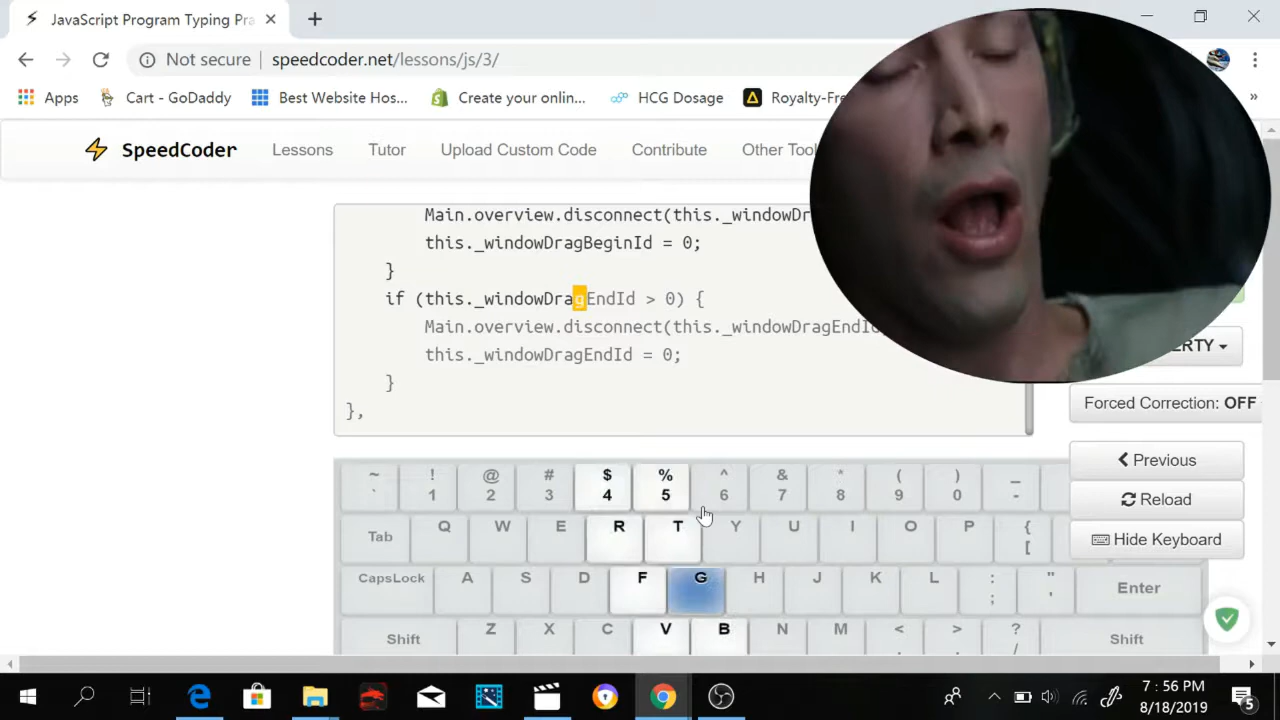 JavaScript Program Typing Pra
Not secure speedcoder.net/lessons/js/3/
Apps Cart - GoDaddy Best Website Hos... Create your onlin... HCG Dosage Royalty-Fre
»
SpeedCoder Lessons Tutor Upload Custom Code Contribute Other Tool
Main.overview.disconnect(this._windowDr
this._windowDragBeginId = 0;
}
if (this._windowDragEndId > 0) {
Main.overview.disconnect(this._windowDragEndId
this._windowDragEndId = 0;
}
},
ERTY
Forced Correction: OFF
Previous
Reload
Hide Keyboard
~ ! @ # $ % ^ & * ( ) _
` 1 2 3 4 5 6 7 8 9 0 -
Tab Q W E R T Y U I O P { [
CapsLock A S D F G H J K L : ; " ' Enter
Shift Z X C V B N M < , > . ? / Shift
7 : 56 PM
8/18/2019
5